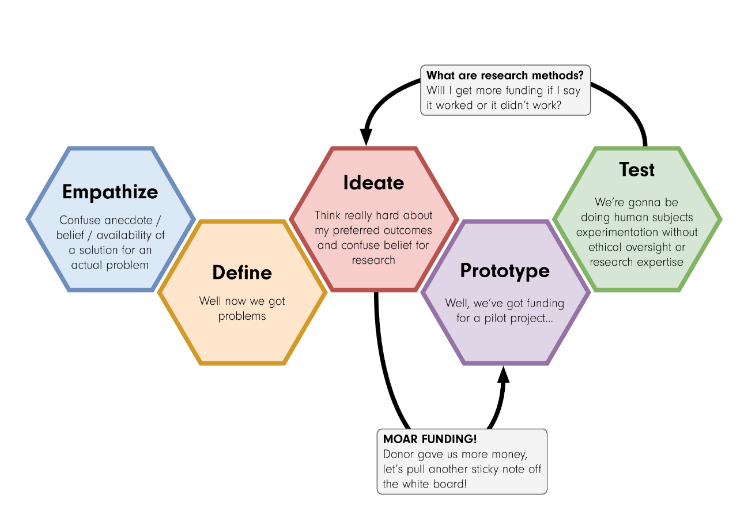 What are research methods?
Will I get more funding if I say
it worked or it didn't work?
Empathize
Confuse anecdote /
belief / availability of
a solution for an
actual problem
Define
Well now we got
problems
Ideate
Think really hard about
my preferred outcomes
and confuse belief for
research
Prototype
Well, we've got funding
for a pilot project...
Test
We're gonna be
doing human subjects
experimentation without
ethical oversight or
research expertise
MOAR FUNDING!
Donor gave us more money,
let's pull another sticky note off
the white board!